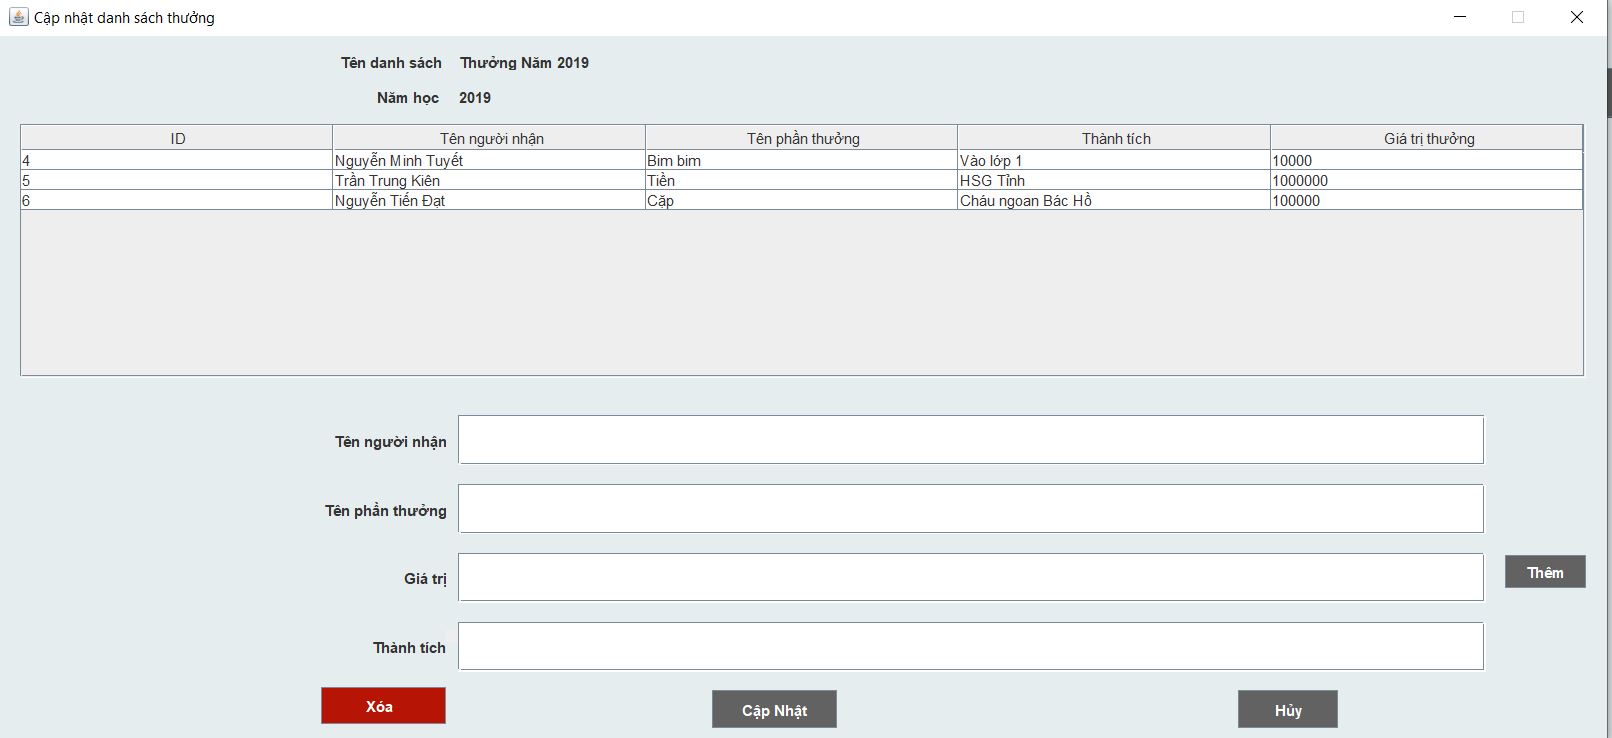 Cập nhật danh sách thưởng
Tên danh sách Thưởng Năm 2019
Năm học 2019
ID Tên người nhận Tên phần thưởng Thành tích Giá trị thưởng
4 Nguyễn Minh Tuyết Bim bim Vào lớp 1 10000
5 Trần Trung Kiên Tiền HSG Tỉnh 1000000
6 Nguyễn Tiến Đạt Cặp Cháu ngoan Bác Hồ 100000
Tên người nhận
Tên phần thưởng
Giá trị
Thêm
Thành tích
Xóa Cập Nhật Hủy